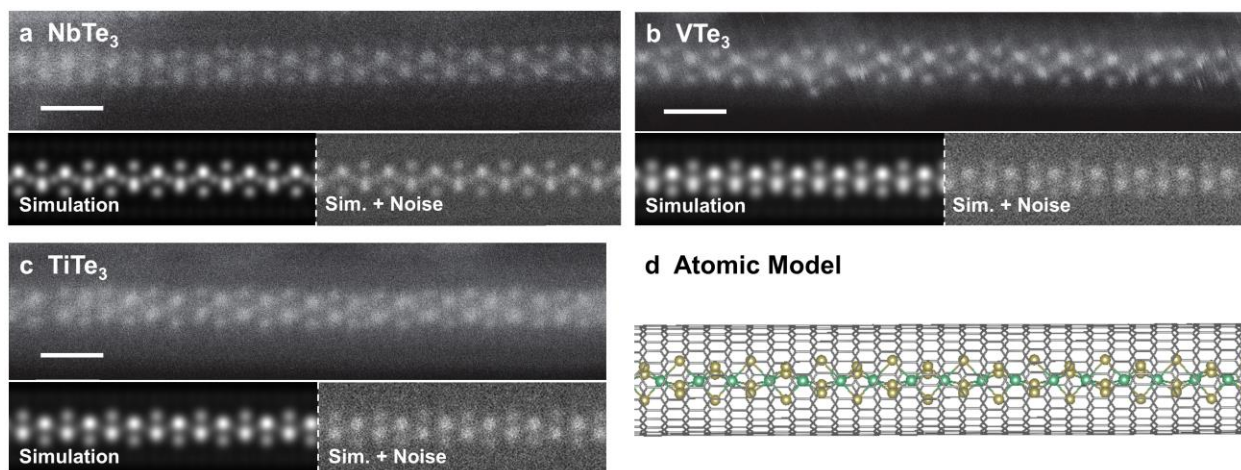 a NbTe₃
Simulation
Sim. + Noise
b VTe₃
Simulation
Sim. + Noise
c TiTe₃
Simulation
Sim. + Noise
d Atomic Model